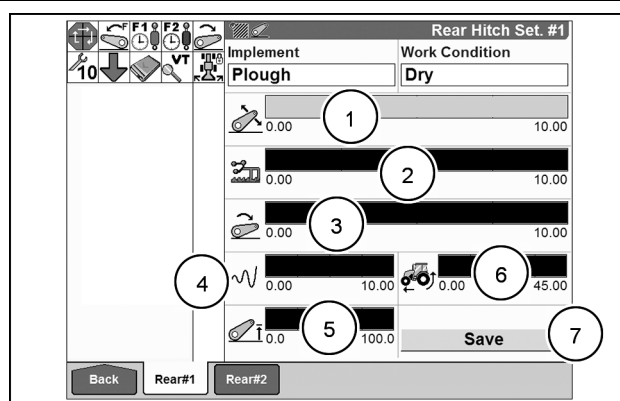 F F1 F2
Rear Hitch Set. #1
10 VT
Implement Work Condition
Plough Dry
1
0.00 10.00
2
0.00 10.00
3
0.00 10.00
4 6
0.00 10.00 0.00 45.00
5 7
0.0 100.0 Save
Back Rear#1 Rear#2